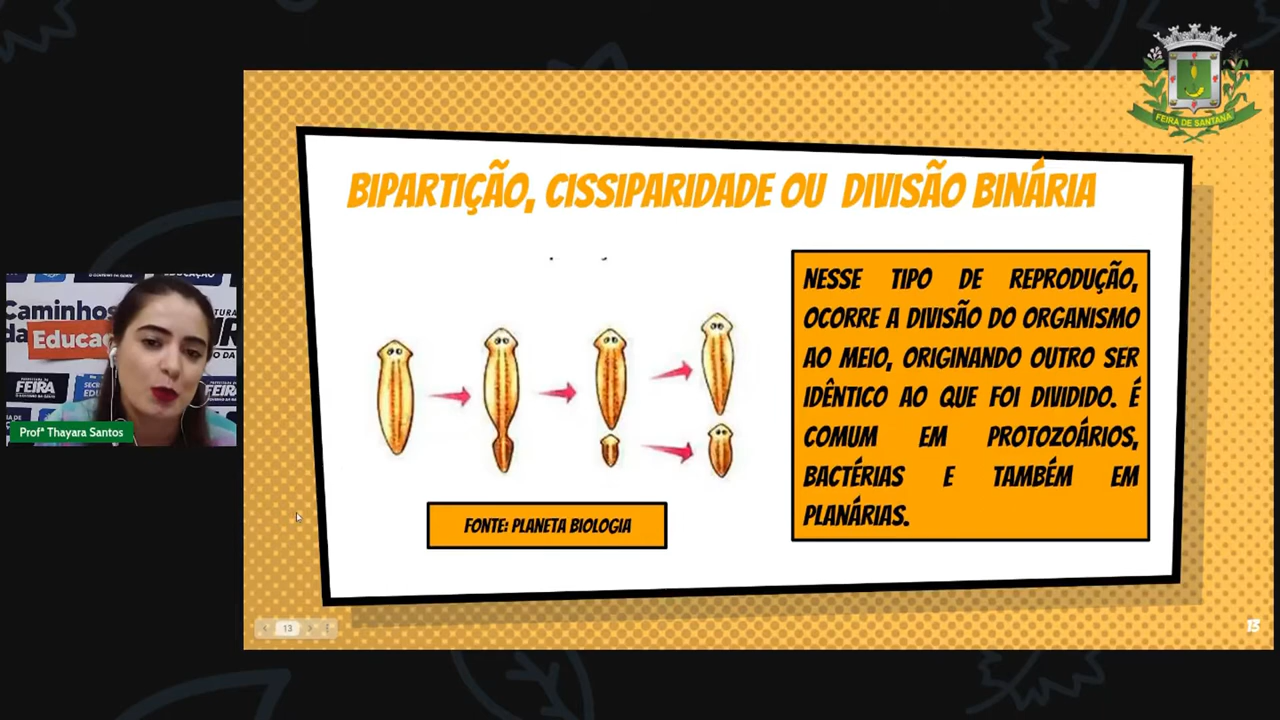 FEIRA DE SANTANA
BIPARTIÇÃO, CISSIPARIDADE OU DIVISÃO BINÁRIA
NESSE TIPO DE REPRODUÇÃO,
OCORRE A DIVISÃO DO ORGANISMO
AO MEIO, ORIGINANDO OUTRO SER
IDÊNTICO AO QUE FOI DIVIDIDO. É
COMUM EM PROTOZOÁRIOS,
BACTÉRIAS E TAMBÉM EM
PLANÁRIAS.
FONTE: PLANETA BIOLOGIA
Caminhos
da Educa
FEIRA
FEIR
Profª Thayara Santos
13
13